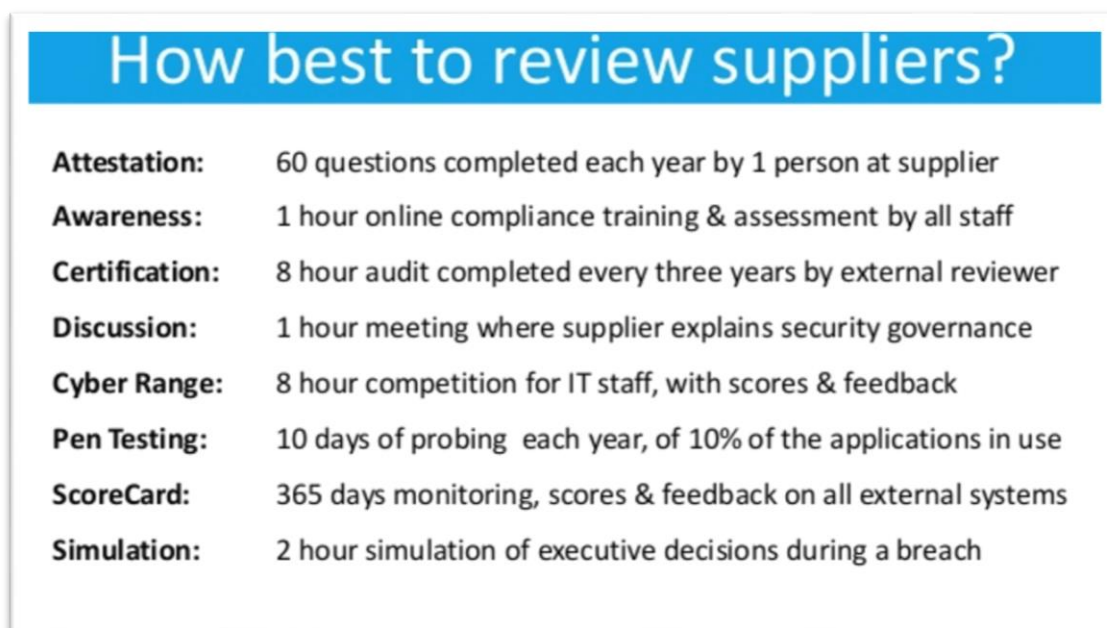 How best to review suppliers?
Attestation: 60 questions completed each year by 1 person at supplier
Awareness: 1 hour online compliance training & assessment by all staff
Certification: 8 hour audit completed every three years by external reviewer
Discussion: 1 hour meeting where supplier explains security governance
Cyber Range: 8 hour competition for IT staff, with scores & feedback
Pen Testing: 10 days of probing each year, of 10% of the applications in use
ScoreCard: 365 days monitoring, scores & feedback on all external systems
Simulation: 2 hour simulation of executive decisions during a breach